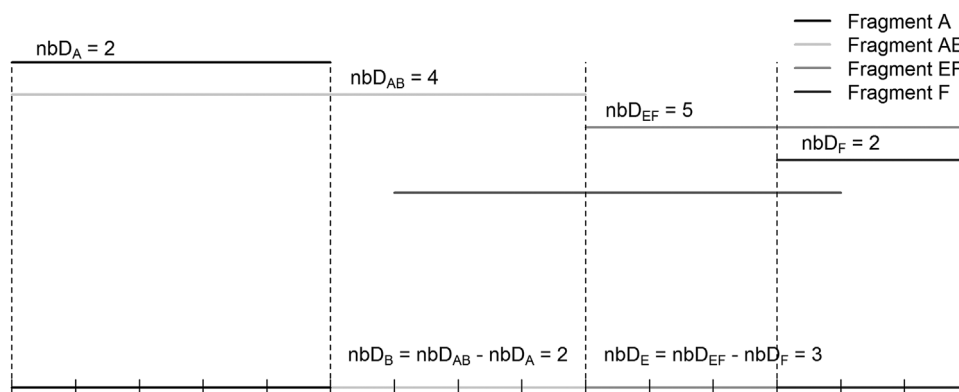 Fragment A
Fragment AB
Fragment EF
Fragment F
nbD_A = 2
nbD_AB = 4
nbD_EF = 5
nbD_F = 2
nbD_B = nbD_AB - nbD_A = 2
nbD_E = nbD_EF - nbD_F = 3